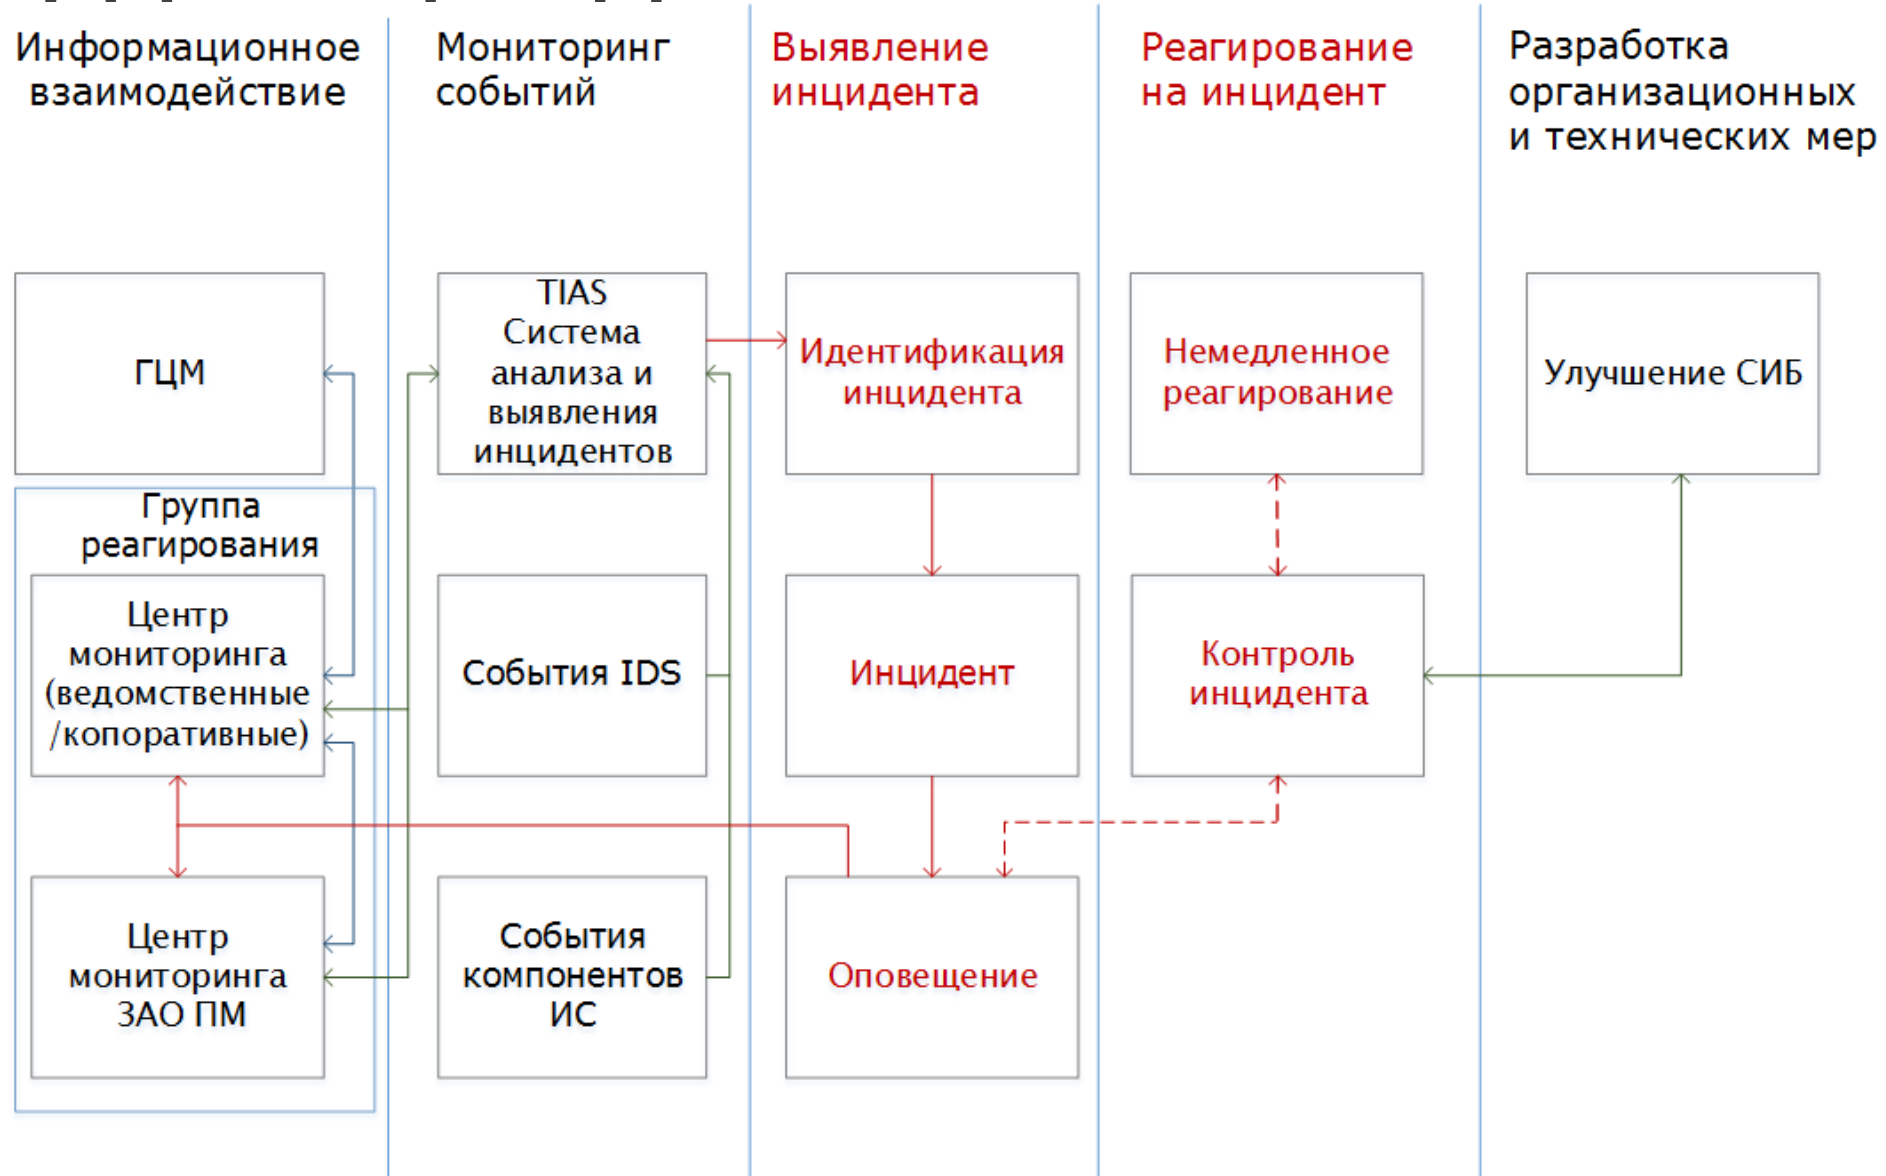 Информационное
взаимодействие
Мониторинг
событий
Выявление
инцидента
Реагирование
на инцидент
Разработка
организационных
и технических мер
ГЦМ
Группа
реагирования
Центр
мониторинга
(ведомственные
/копоративные)
Центр
мониторинга
ЗАО ПМ
TIAS
Система
анализа и
выявления
инцидентов
События IDS
События
компонентов
ИС
Идентификация
инцидента
Инцидент
Оповещение
Немедленное
реагирование
Контроль
инцидента
Улучшение СИБ